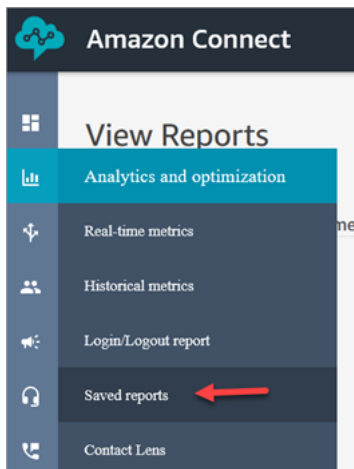 Amazon Connect
View Reports
Analytics and optimization
Real-time metrics
Historical metrics
Login/Logout report
Saved reports
Contact Lens